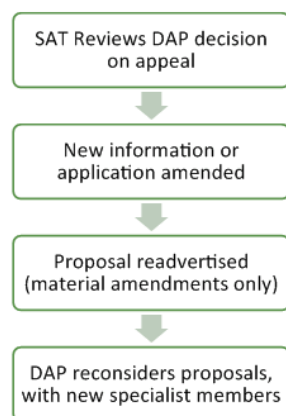 SAT Reviews DAP decision
on appeal
New information or
application amended
Proposal readvertised
(material amendments only)
DAP reconsiders proposals,
with new specialist members